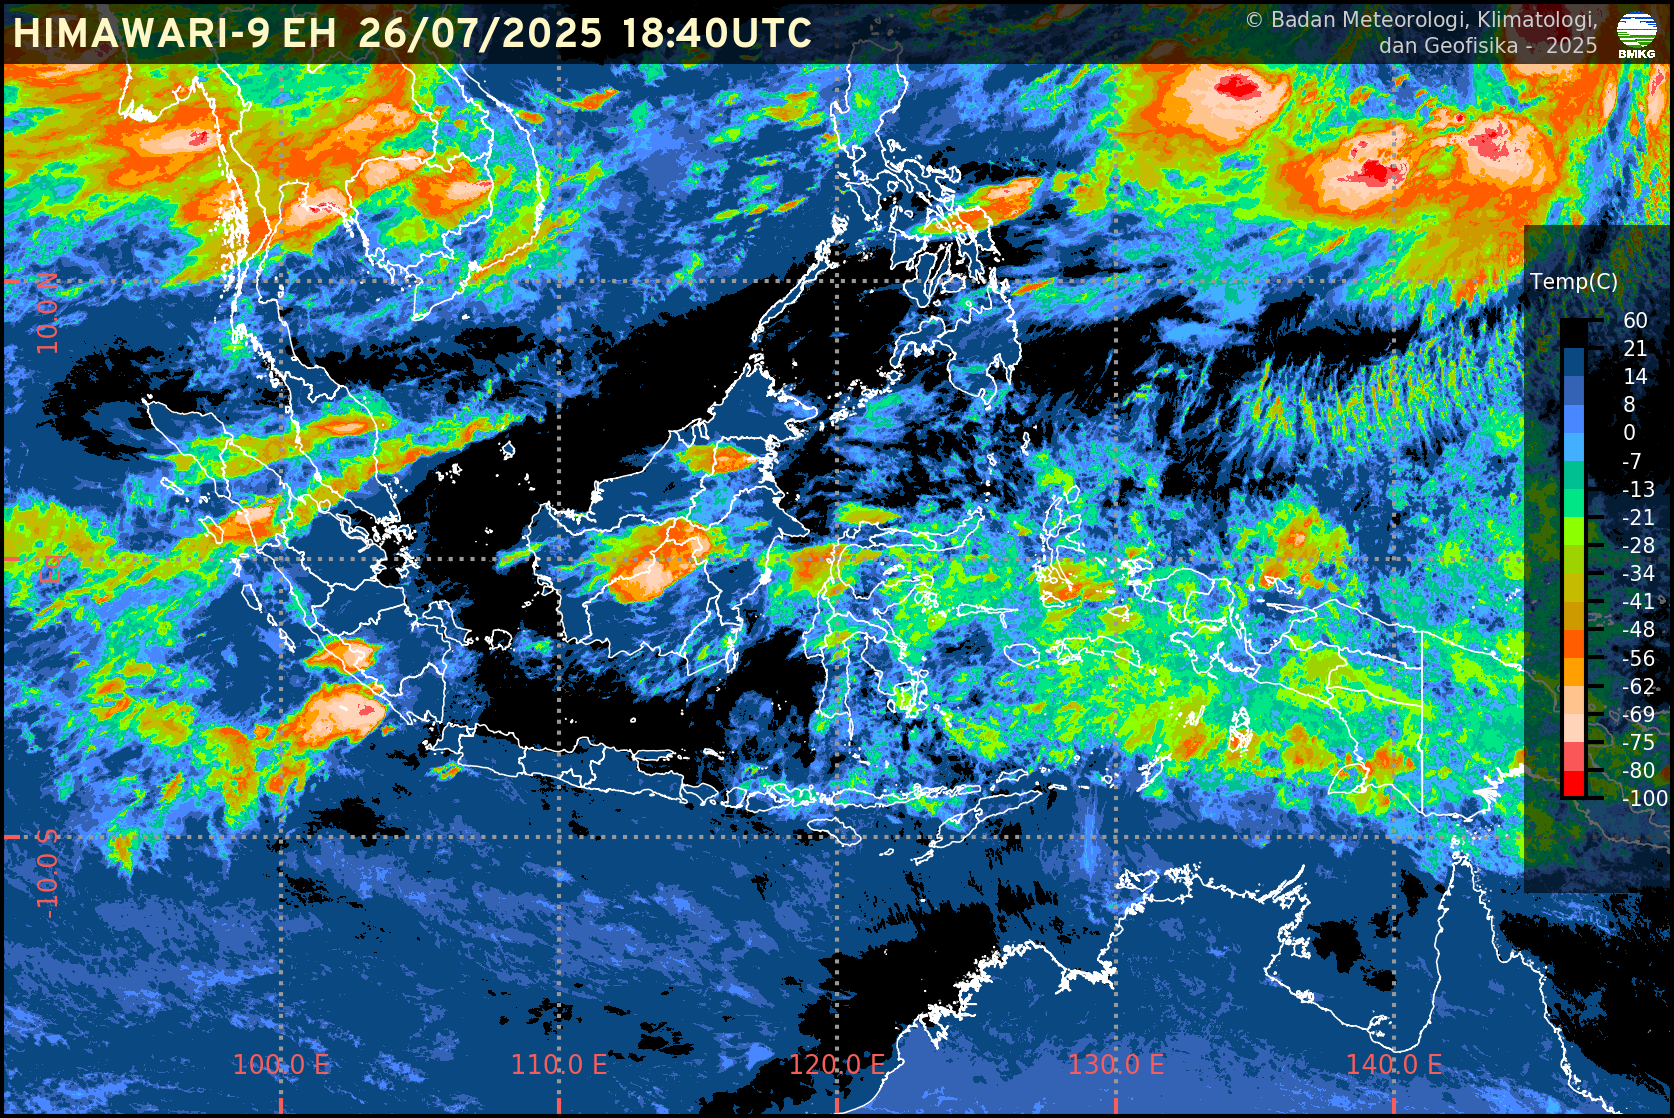 HIMAWARI-9 EH 26/07/2025 18:40UTC
© Badan Meteorologi, Klimatologi,
dan Geofisika - 2025
BMKG
Temp(C)
60
21
14
8
0
-7
-13
-21
-28
-34
-41
-48
-56
-62
-69
-75
-80
-100
10.0 N
Eq
-10.0 S
100.0 E
110.0 E
120.0 E
130.0 E
140.0 E